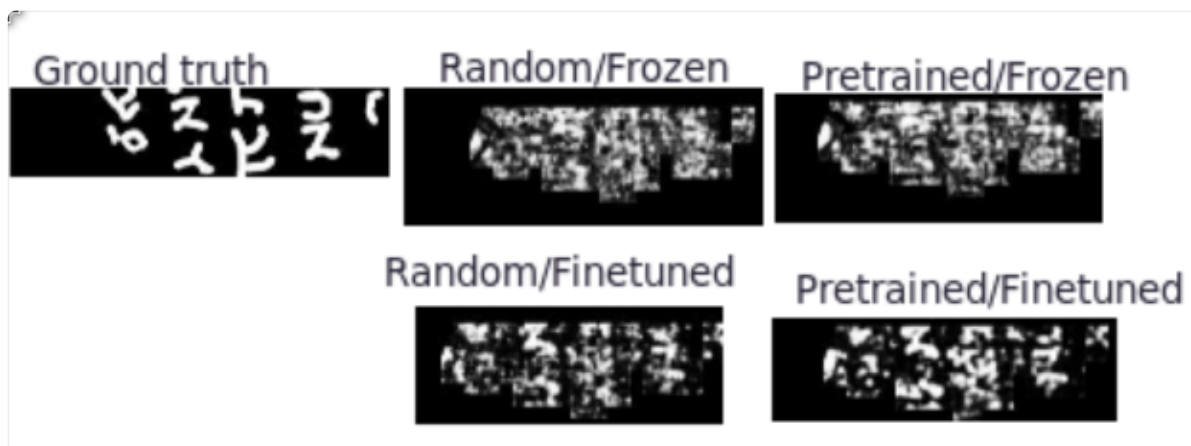 Ground truth
Random/Frozen
Pretrained/Frozen
Random/Finetuned
Pretrained/Finetuned